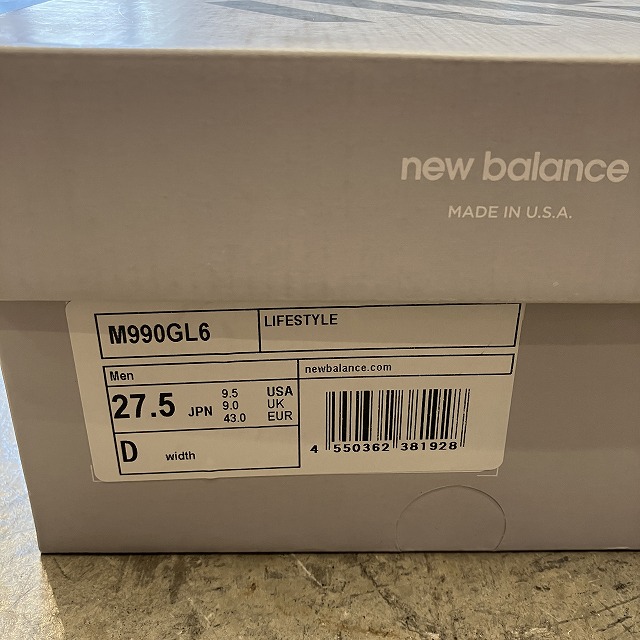 new balance
MADE IN U.S.A.
M990GL6
LIFESTYLE
Men
newbalance.com
27.5 JPN
9.5 USA
9.0 UK
43.0 EUR
D width
4 550362 381928